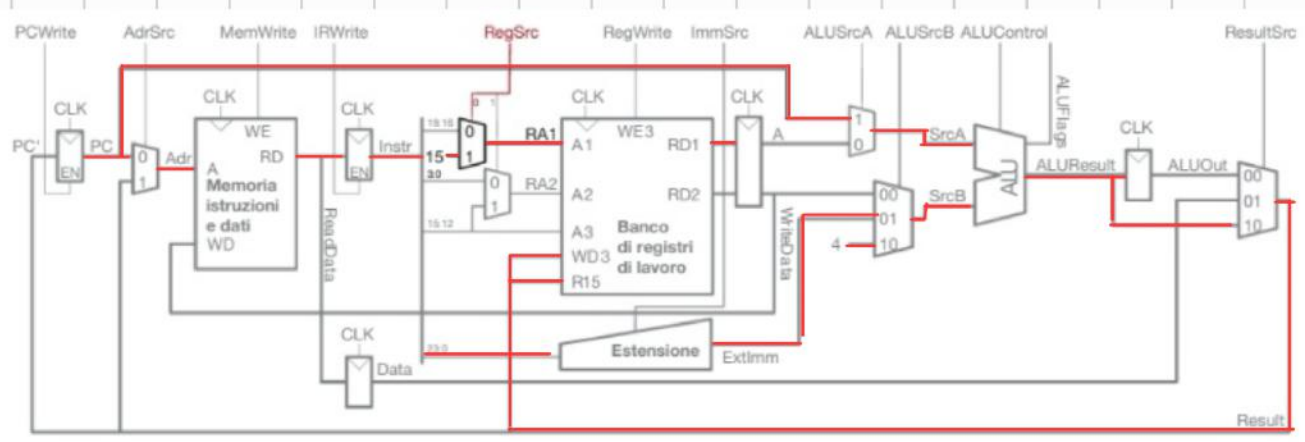 PCWrite AdrSrc MemWrite IRWrite RegSrc RegWrite ImmSrc ALUSrcA ALUSrcB ALUControl ResultSrc
ALUFlags
CLK CLK CLK CLK CLK CLK
PC' PC EN
0 1 Adr
A WE RD
Memoria
istruzioni
e dati
WD
ReadData
EN Instr
0 1
19:16
15
3:0
15:12
23:0
0
1
RA1
0
1
RA2
A1 WE3 RD1
A2 RD2
A3
WD3
R15
Banco
di registri
di lavoro
A
WriteData
1
0
SrcA
00
01
10
4
SrcB
ALU
ALUResult
ALUOut
00
01
10
Estensione
ExtImm
CLK
Data
Result